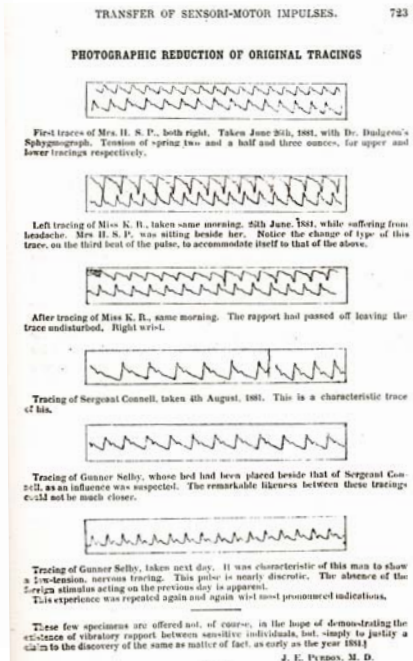 TRANSFER OF SENSORI-MOTOR IMPULSES. 723
PHOTOGRAPHIC REDUCTION OF ORIGINAL TRACINGS
First traces of Mrs. H. S. P., both right. Taken June 26th, 1881, with Dr. Dudgeon's
Sphygmograph. Tension of spring two and a half and three ounces, for upper and
lower tracings respectively.
Left tracing of Miss K. R., taken same morning, 26th June, 1881, while suffering from
headache. Mrs H. S. P. was sitting beside her. Notice the change of type of this
trace, on the third beat of the pulse, to accommodate itself to that of the above.
After tracing of Miss K. R., same morning. The rapport had passed off leaving the
trace undisturbed. Right wrist.
Tracing of Sergeant Connell, taken 4th August, 1881. This is a characteristic trace
of his.
Tracing of Gunner Selby, whose bed had been placed beside that of Sergeant Con-
nell, as an influence was suspected. The remarkable likeness between these tracings
could not be much closer.
Tracing of Gunner Selby, taken next day. It was characteristic of this man to show
a low-tension, nervous tracing. This pulse is nearly discrotic. The absence of the
foreign stimulus acting on the previous day is apparent.
This experience was repeated again and again wist most pronounced indications.
These few specimens are offered not, of course, in the hope of demonstrating the
existence of vibratory rapport between sensitive individuals, but, simply to justify a
claim to the discovery of the same as matter of fact, as early as the year 1881.
J. E. PURDON, M. D.